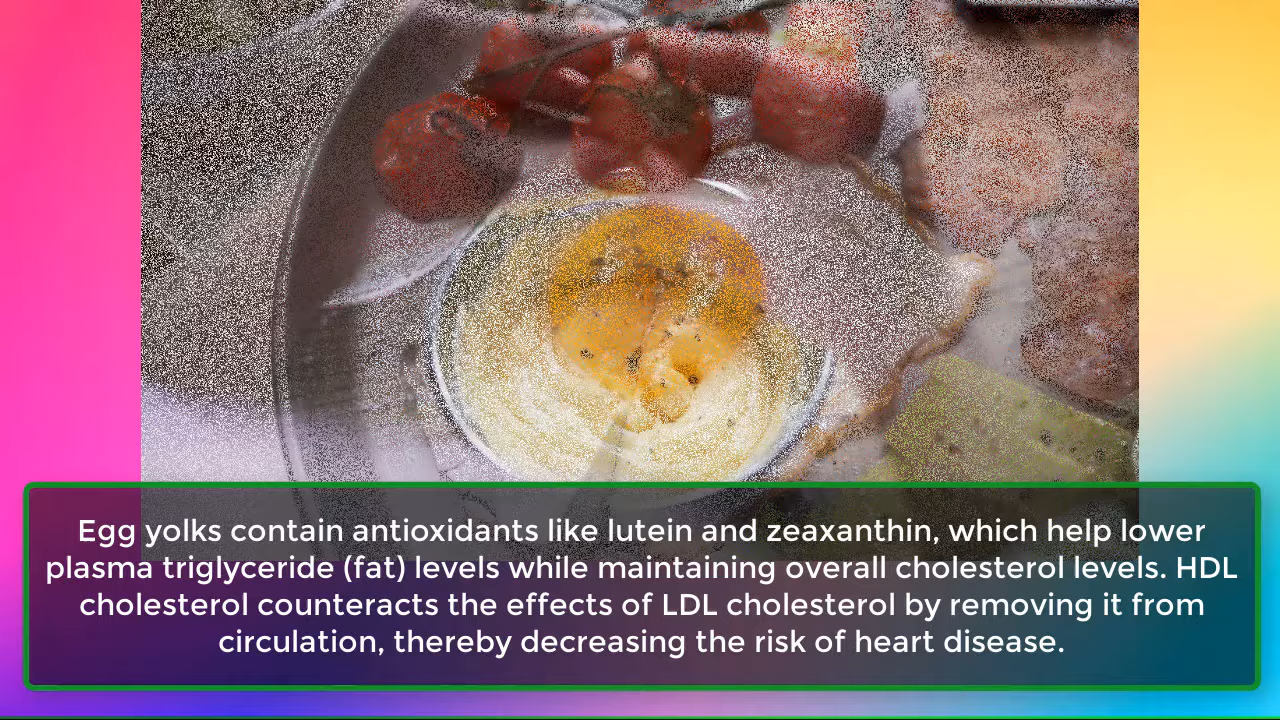 Egg yolks contain antioxidants like lutein and zeaxanthin, which help lower
plasma triglyceride (fat) levels while maintaining overall cholesterol levels. HDL
cholesterol counteracts the effects of LDL cholesterol by removing it from
circulation, thereby decreasing the risk of heart disease.